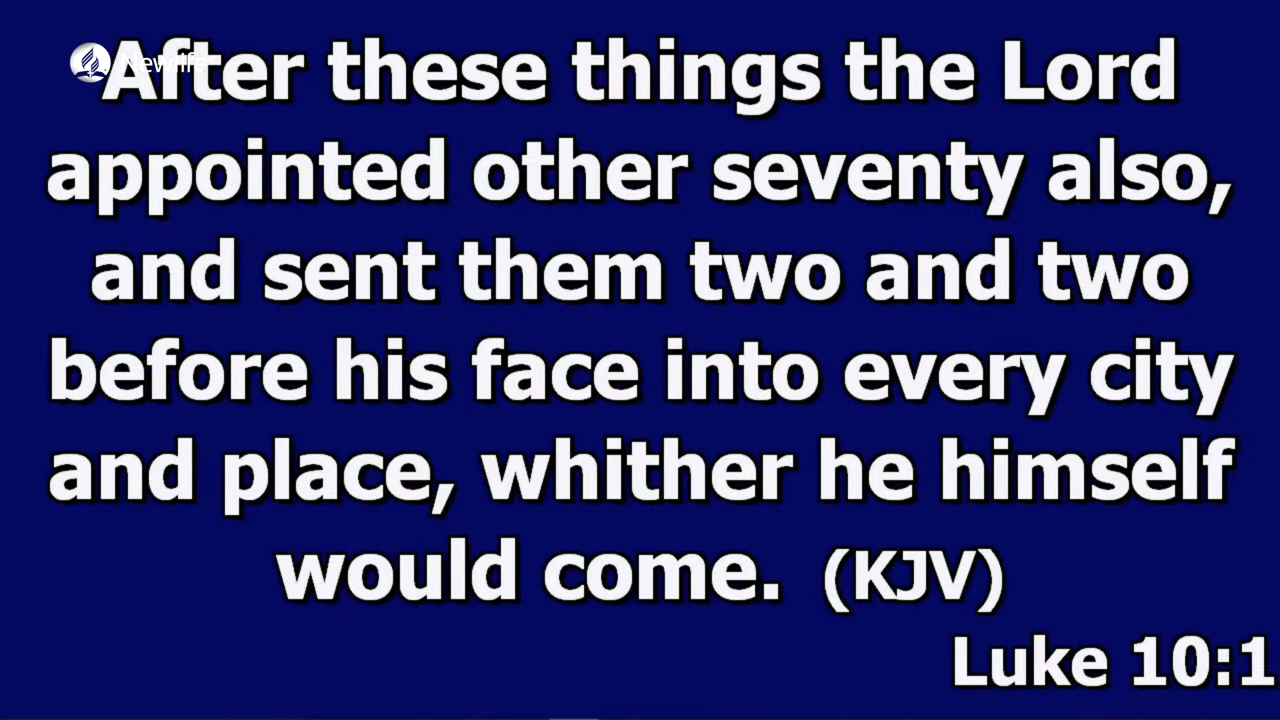 Newlife
After these things the Lord
appointed other seventy also,
and sent them two and two
before his face into every city
and place, whither he himself
would come. (KJV)
Luke 10:1